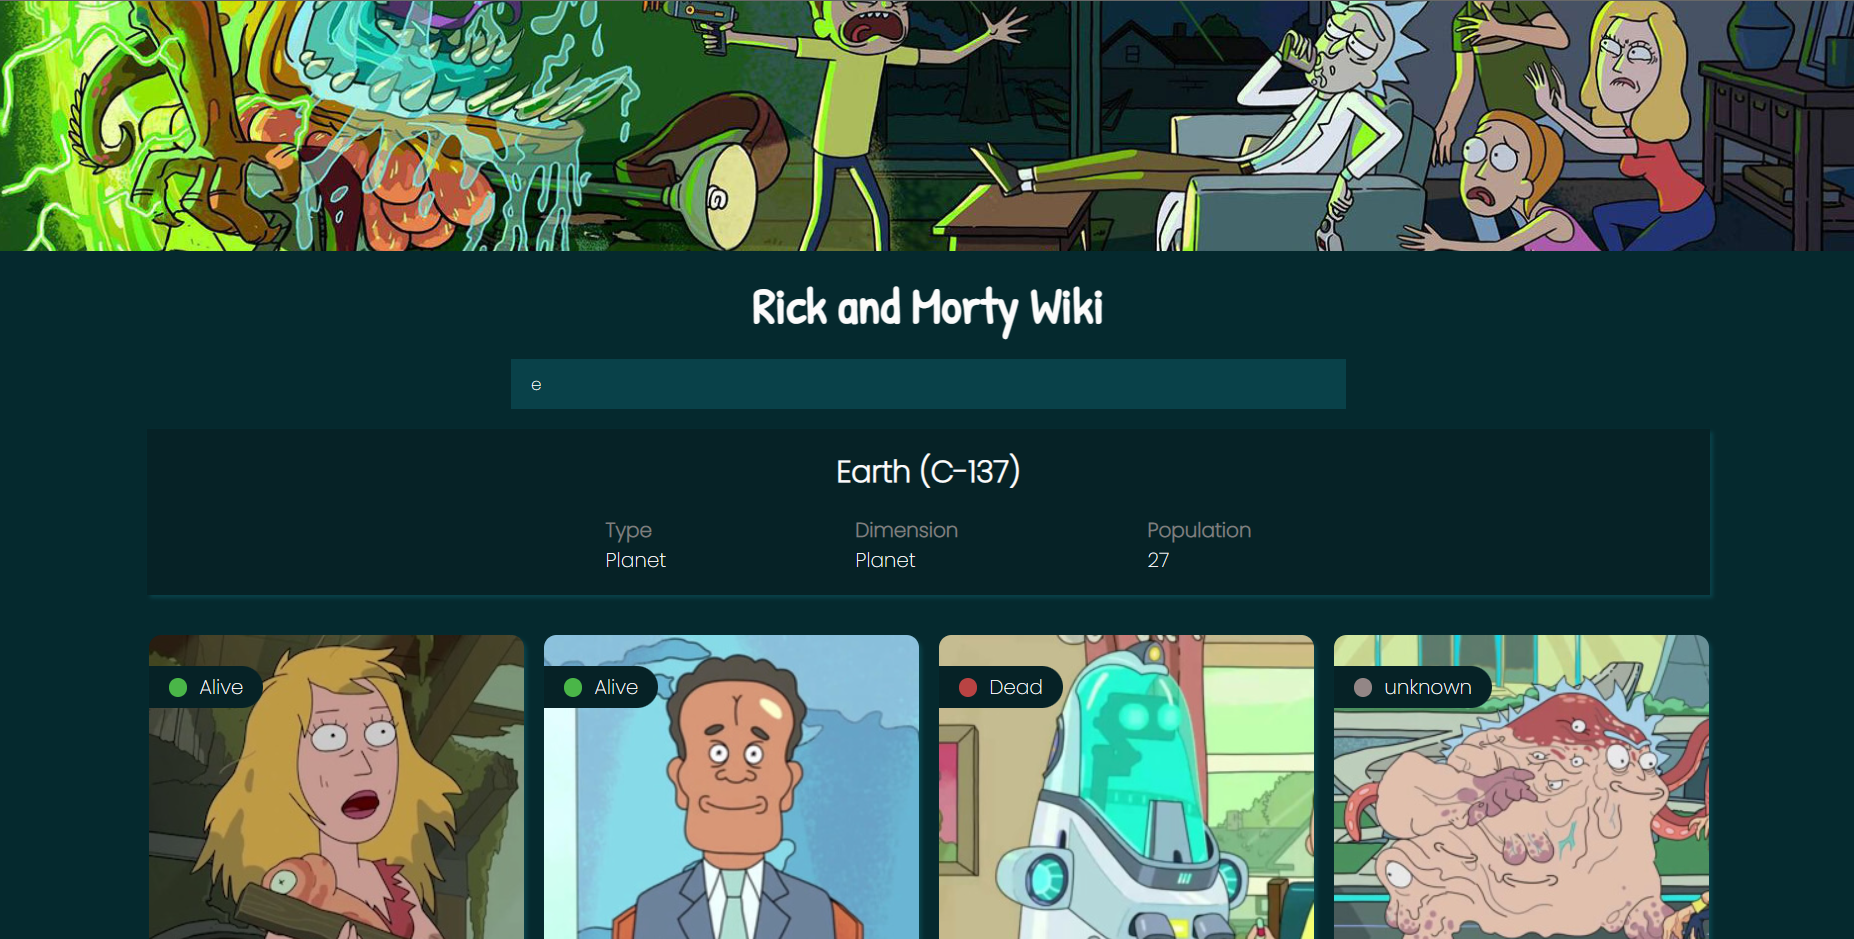 Rick and Morty Wiki
e
Earth (C-137)
Type Dimension Population
Planet Planet 27
Alive Alive Dead unknown